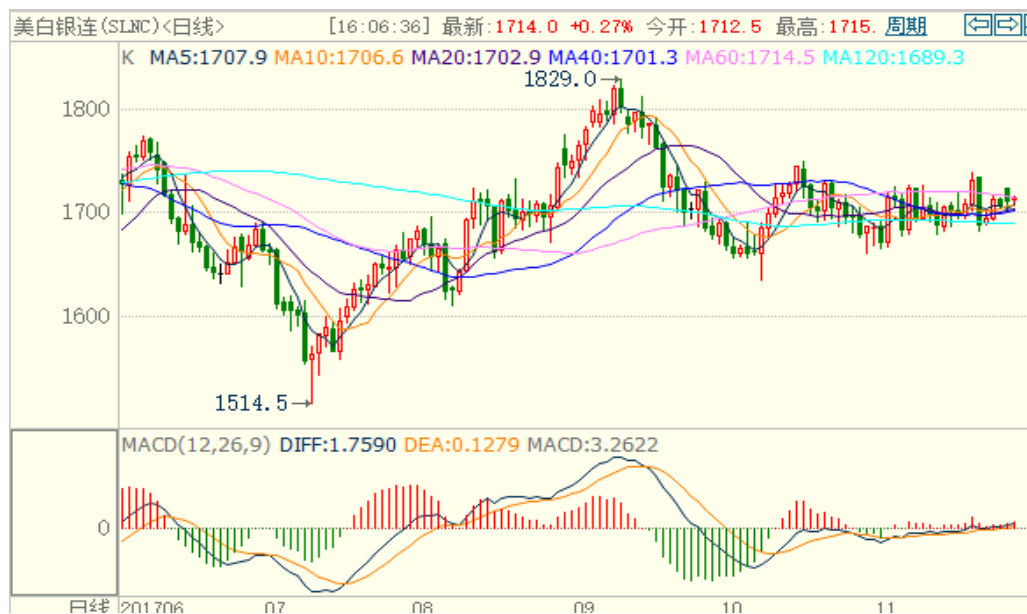 美白银连(SLNC)<日线> [16:06:36] 最新:1714.0 +0.27% 今开:1712.5 最高:1715. 周期
K MA5:1707.9 MA10:1706.6 MA20:1702.9 MA40:1701.3 MA60:1714.5 MA120:1689.3
1829.0
1800
1700
1600
1514.5
MACD(12,26,9) DIFF:1.7590 DEA:0.1279 MACD:3.2622
0
日线 201706 07 08 09 10 11